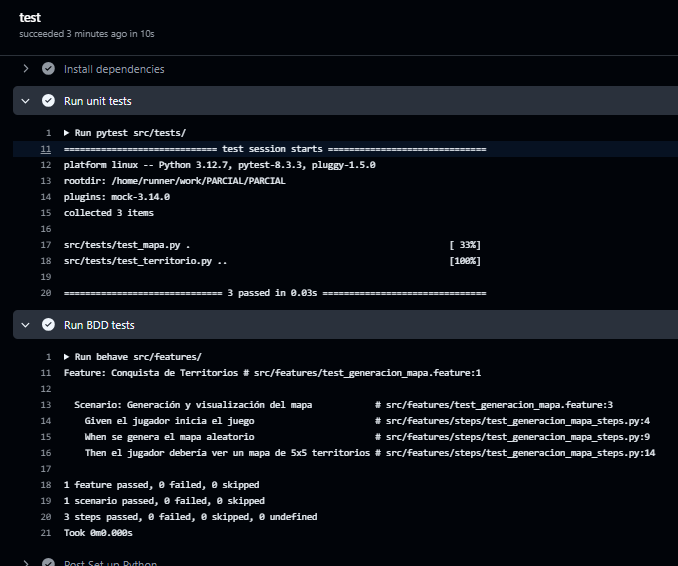 test
succeeded 3 minutes ago in 10s
Install dependencies
Run unit tests
1 Run pytest src/tests/
11 ============================= test session starts ==============================
12 platform linux -- Python 3.12.7, pytest-8.3.3, pluggy-1.5.0
13 rootdir: /home/runner/work/PARCIAL/PARCIAL
14 plugins: mock-3.14.0
15 collected 3 items
16
17 src/tests/test_mapa.py . [ 33%]
18 src/tests/test_territorio.py .. [100%]
19
20 ============================== 3 passed in 0.03s ===============================
Run BDD tests
1 Run behave src/features/
11 Feature: Conquista de Territorios # src/features/test_generacion_mapa.feature:1
12
13 Scenario: Generación y visualización del mapa # src/features/test_generacion_mapa.feature:3
14 Given el jugador inicia el juego # src/features/steps/test_generacion_mapa_steps.py:4
15 When se genera el mapa aleatorio # src/features/steps/test_generacion_mapa_steps.py:9
16 Then el jugador debería ver un mapa de 5x5 territorios # src/features/steps/test_generacion_mapa_steps.py:14
17
18 1 feature passed, 0 failed, 0 skipped
19 1 scenario passed, 0 failed, 0 skipped
20 3 steps passed, 0 failed, 0 skipped, 0 undefined
21 Took 0m0.000s
Post Set up Python